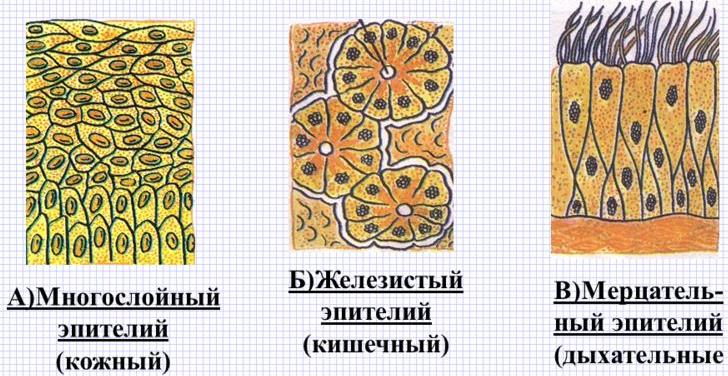 А)Многослойный
эпителий
(кожный)
Б)Железистый
эпителий
(кишечный)
В)Мерцатель-
ный эпителий
(дыхательные